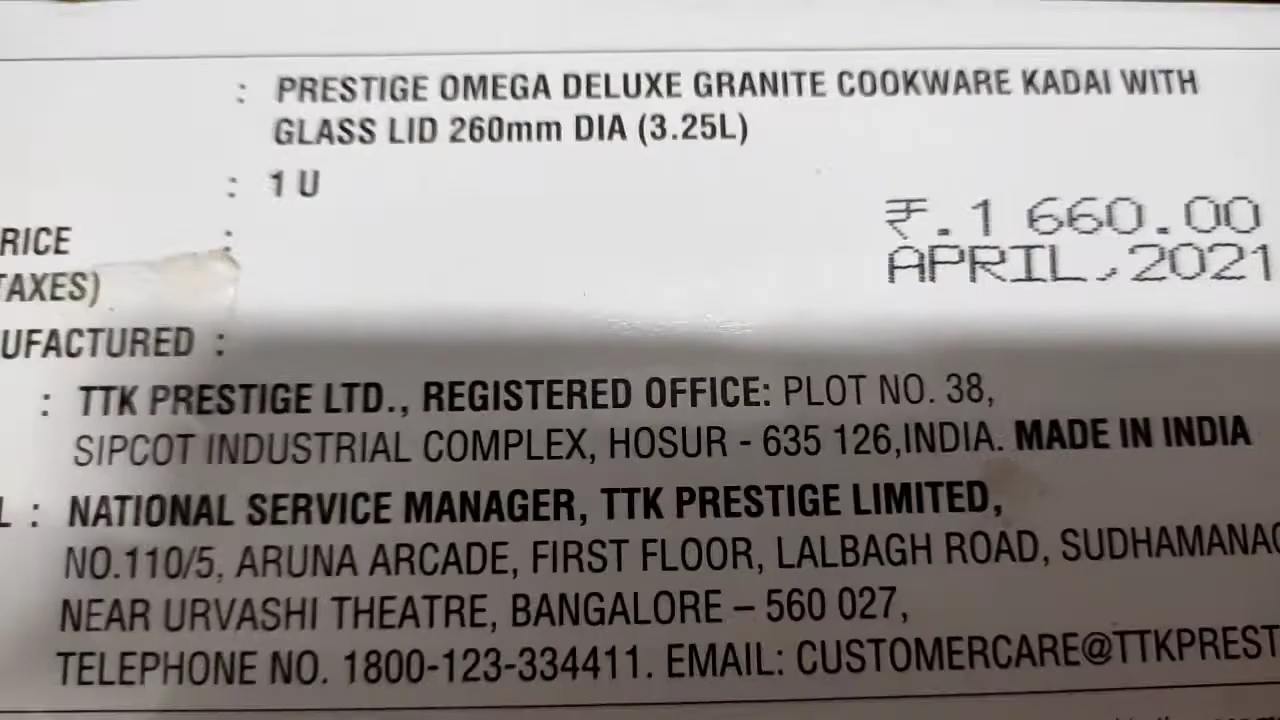 : PRESTIGE OMEGA DELUXE GRANITE COOKWARE KADAI WITH
GLASS LID 260mm DIA (3.25L)
: 1 U
RICE :
₹.1 660.00
TAXES)
APRIL,2021
UFACTURED :
: TTK PRESTIGE LTD., REGISTERED OFFICE: PLOT NO. 38,
SIPCOT INDUSTRIAL COMPLEX, HOSUR - 635 126,INDIA. MADE IN INDIA
L : NATIONAL SERVICE MANAGER, TTK PRESTIGE LIMITED,
NO.110/5, ARUNA ARCADE, FIRST FLOOR, LALBAGH ROAD, SUDHAMANAG
NEAR URVASHI THEATRE, BANGALORE – 560 027,
TELEPHONE NO. 1800-123-334411. EMAIL: CUSTOMERCARE@TTKPREST